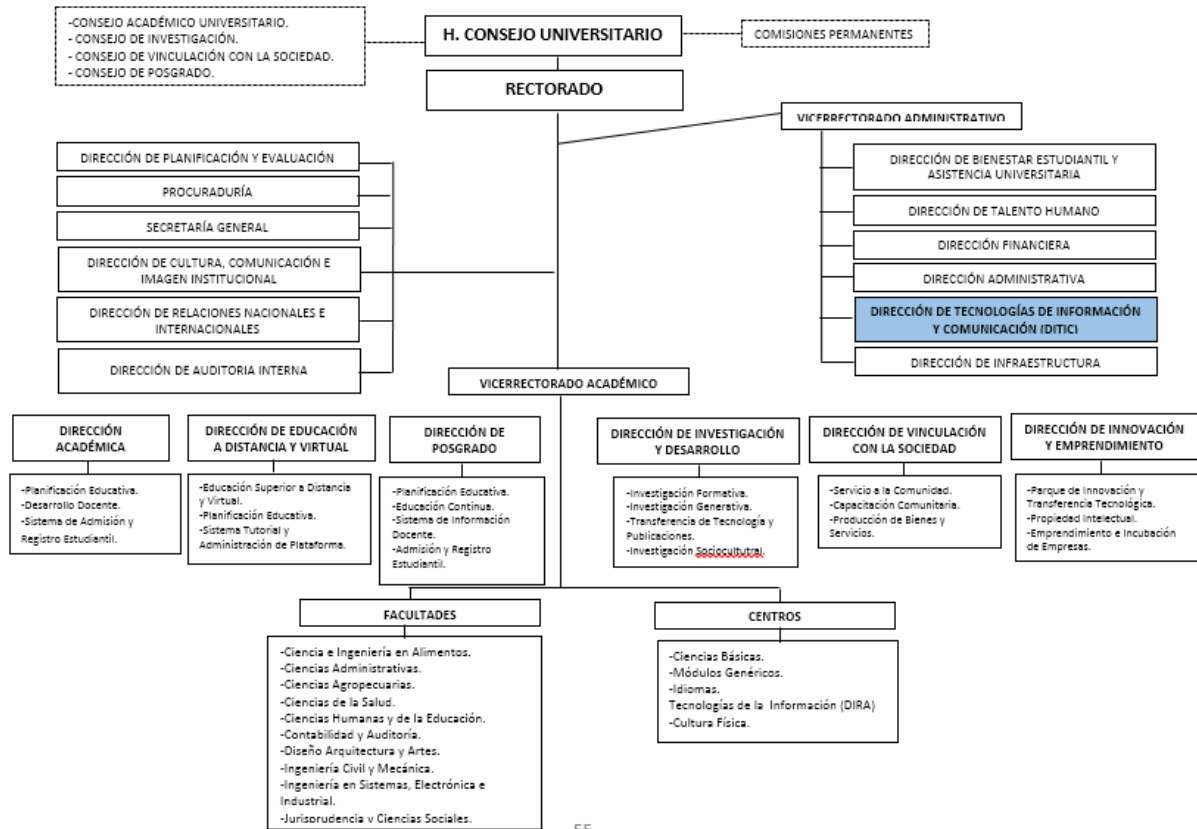 -CONSEJO ACADÉMICO UNIVERSITARIO.
- CONSEJO DE INVESTIGACIÓN.
- CONSEJO DE VINCULACIÓN CON LA SOCIEDAD.
- CONSEJO DE POSGRADO.
H. CONSEJO UNIVERSITARIO
COMISIONES PERMANENTES
RECTORADO
VICERRECTORADO ADMINISTRATIVO
DIRECCIÓN DE PLANIFICACIÓN Y EVALUACIÓN
PROCURADURÍA
SECRETARÍA GENERAL
DIRECCIÓN DE CULTURA, COMUNICACIÓN E
IMAGEN INSTITUCIONAL
DIRECCIÓN DE RELACIONES NACIONALES E
INTERNACIONALES
DIRECCIÓN DE AUDITORIA INTERNA
DIRECCIÓN DE BIENESTAR ESTUDIANTIL Y
ASISTENCIA UNIVERSITARIA
DIRECCIÓN DE TALENTO HUMANO
DIRECCIÓN FINANCIERA
DIRECCIÓN ADMINISTRATIVA
DIRECCIÓN DE TECNOLOGÍAS DE INFORMACIÓN
Y COMUNICACIÓN (DITIC)
DIRECCIÓN DE INFRAESTRUCTURA
VICERRECTORADO ACADÉMICO
DIRECCIÓN
ACADÉMICA
-Planificación Educativa.
-Desarrollo Docente.
-Sistema de Admisión y
Registro Estudiantil.
DIRECCIÓN DE EDUCACIÓN
A DISTANCIA Y VIRTUAL
-Educación Superior a Distancia
y Virtual.
-Planificación Educativa.
-Sistema Tutorial y
Administración de Plataforma.
DIRECCIÓN DE
POSGRADO
-Planificación Educativa.
-Educación Continua.
-Sistema de Información
Docente.
-Admisión y Registro
Estudiantil.
DIRECCIÓN DE INVESTIGACIÓN
Y DESARROLLO
-Investigación Formativa.
-Investigación Generativa.
-Transferencia de Tecnología y
Publicaciones.
-Investigación Sociocultutral.
DIRECCIÓN DE VINCULACIÓN
CON LA SOCIEDAD
-Servicio a la Comunidad.
-Capacitación Comunitaria.
-Producción de Bienes y
Servicios.
DIRECCIÓN DE INNOVACIÓN
Y EMPRENDIMIENTO
-Parque de Innovación y
Transferencia Tecnológica.
-Propiedad Intelectual.
-Emprendimiento e Incubación
de Empresas.
FACULTADES
-Ciencia e Ingeniería en Alimentos.
-Ciencias Administrativas.
-Ciencias Agropecuarias.
-Ciencias de la Salud.
-Ciencias Humanas y de la Educación.
-Contabilidad y Auditoría.
-Diseño Arquitectura y Artes.
-Ingeniería Civil y Mecánica.
-Ingeniería en Sistemas, Electrónica e
Industrial.
-Jurisprudencia y Ciencias Sociales.
CENTROS
-Ciencias Básicas.
-Módulos Genéricos.
-Idiomas.
Tecnologías de la Información (DIRA)
-Cultura Física.
55